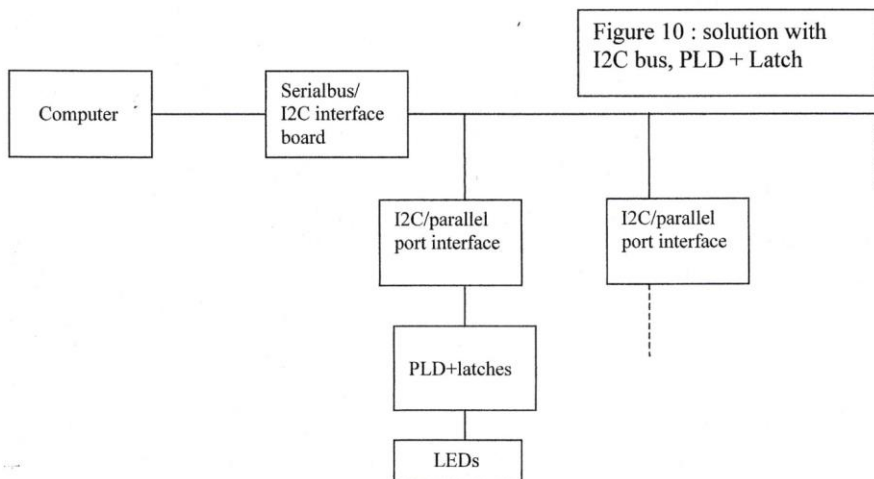 Figure 10 : solution with
I2C bus, PLD + Latch
Computer
Serialbus/
I2C interface
board
I2C/parallel
port interface
I2C/parallel
port interface
PLD+latches
LEDs